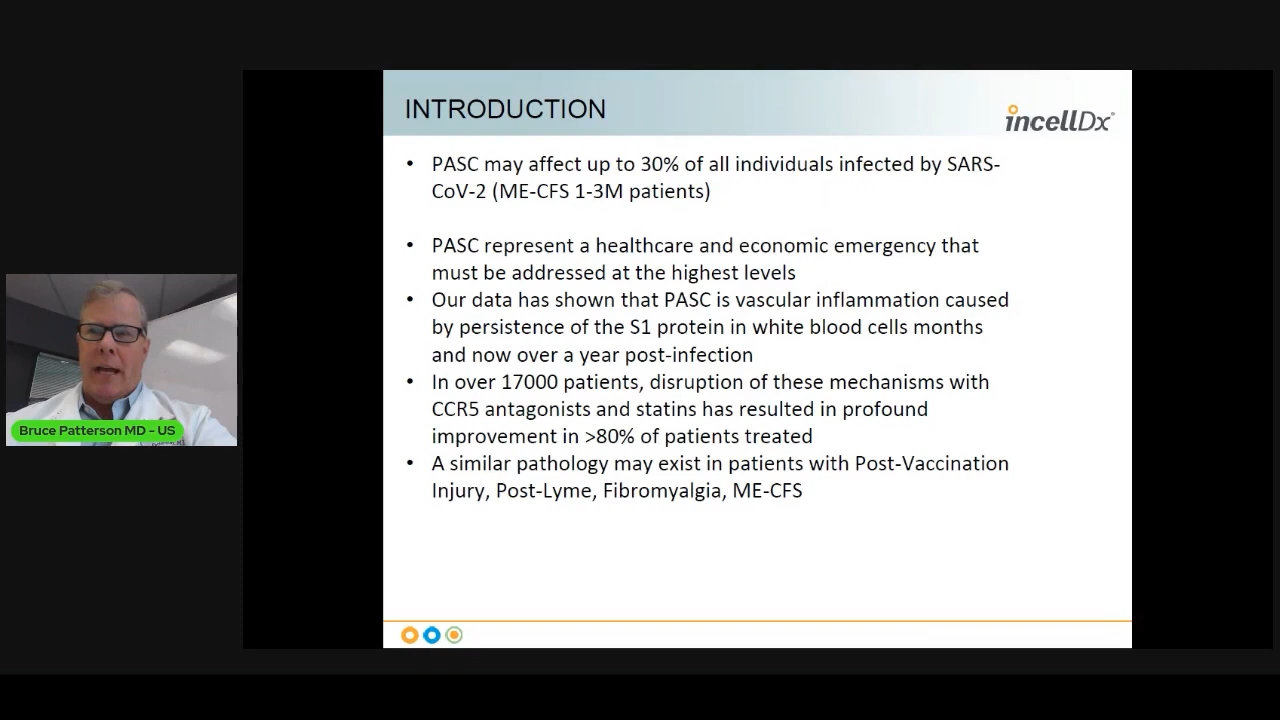 INTRODUCTION
incellDx
• PASC may affect up to 30% of all individuals infected by SARS-
CoV-2 (ME-CFS 1-3M patients)
• PASC represent a healthcare and economic emergency that
must be addressed at the highest levels
• Our data has shown that PASC is vascular inflammation caused
by persistence of the S1 protein in white blood cells months
and now over a year post-infection
• In over 17000 patients, disruption of these mechanisms with
CCR5 antagonists and statins has resulted in profound
improvement in >80% of patients treated
• A similar pathology may exist in patients with Post-Vaccination
Injury, Post-Lyme, Fibromyalgia, ME-CFS
Bruce Patterson MD - US